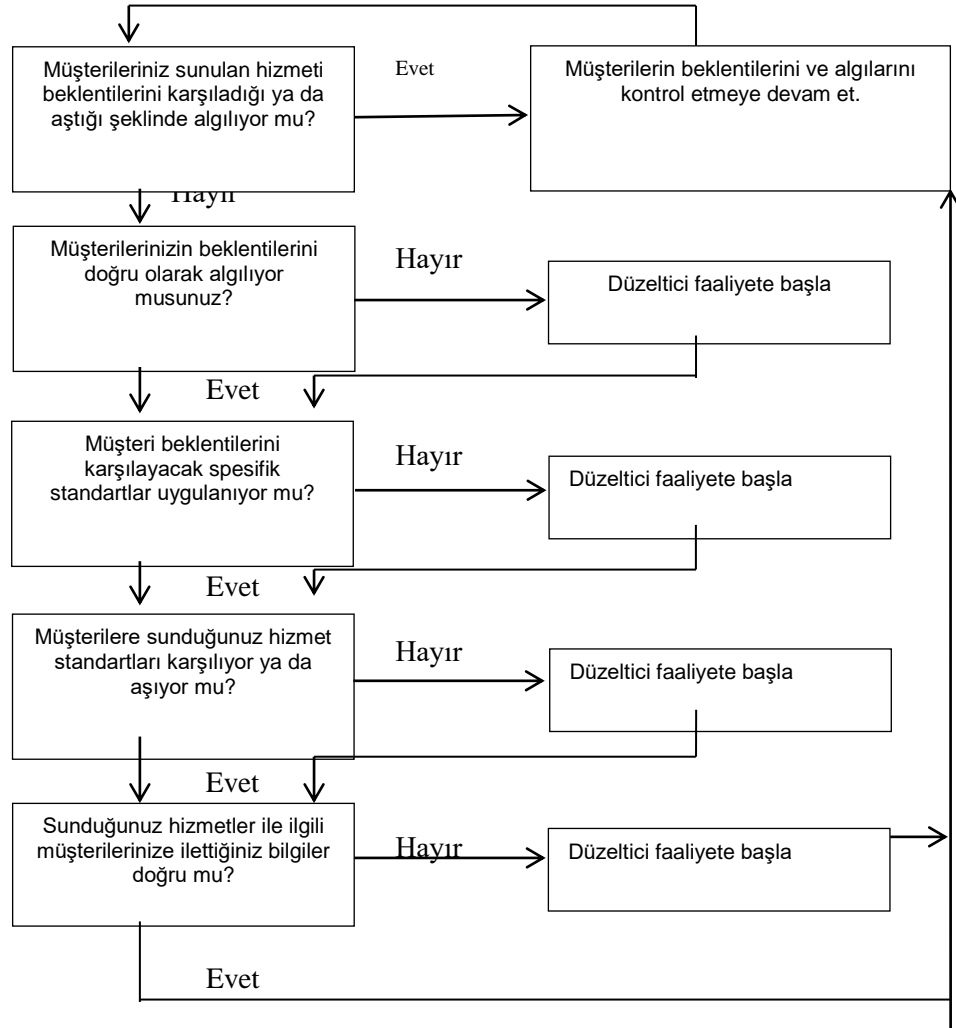 Müşterileriniz sunulan hizmeti
beklentilerini karşıladığı ya da
aştığı şeklinde algılıyor mu?
Evet
Müşterilerin beklentilerini ve algılarını
kontrol etmeye devam et.
Hayır
Müşterilerinizin beklentilerini
doğru olarak algılıyor
musunuz?
Hayır
Düzeltici faaliyete başla
Evet
Müşteri beklentilerini
karşılayacak spesifik
standartlar uygulanıyor mu?
Hayır
Düzeltici faaliyete başla
Evet
Müşterilere sunduğunuz hizmet
standartları karşılıyor ya da
aşıyor mu?
Hayır
Düzeltici faaliyete başla
Evet
Sunduğunuz hizmetler ile ilgili
müşterilerinize ilettiğiniz bilgiler
doğru mu?
Hayır
Düzeltici faaliyete başla
Evet